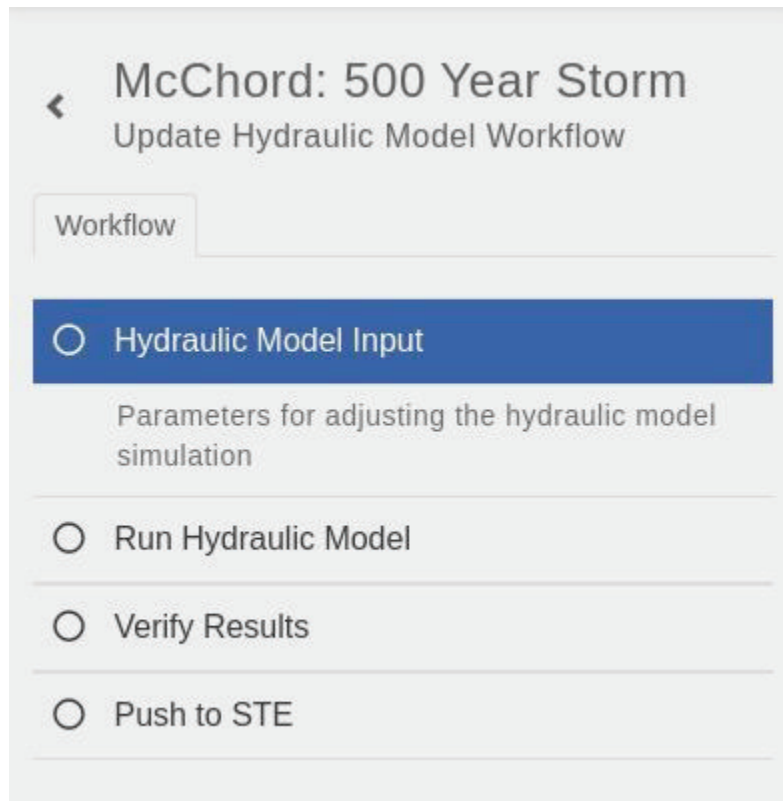 McChord: 500 Year Storm
Update Hydraulic Model Workflow
Workflow
Hydraulic Model Input
Parameters for adjusting the hydraulic model
simulation
Run Hydraulic Model
Verify Results
Push to STE